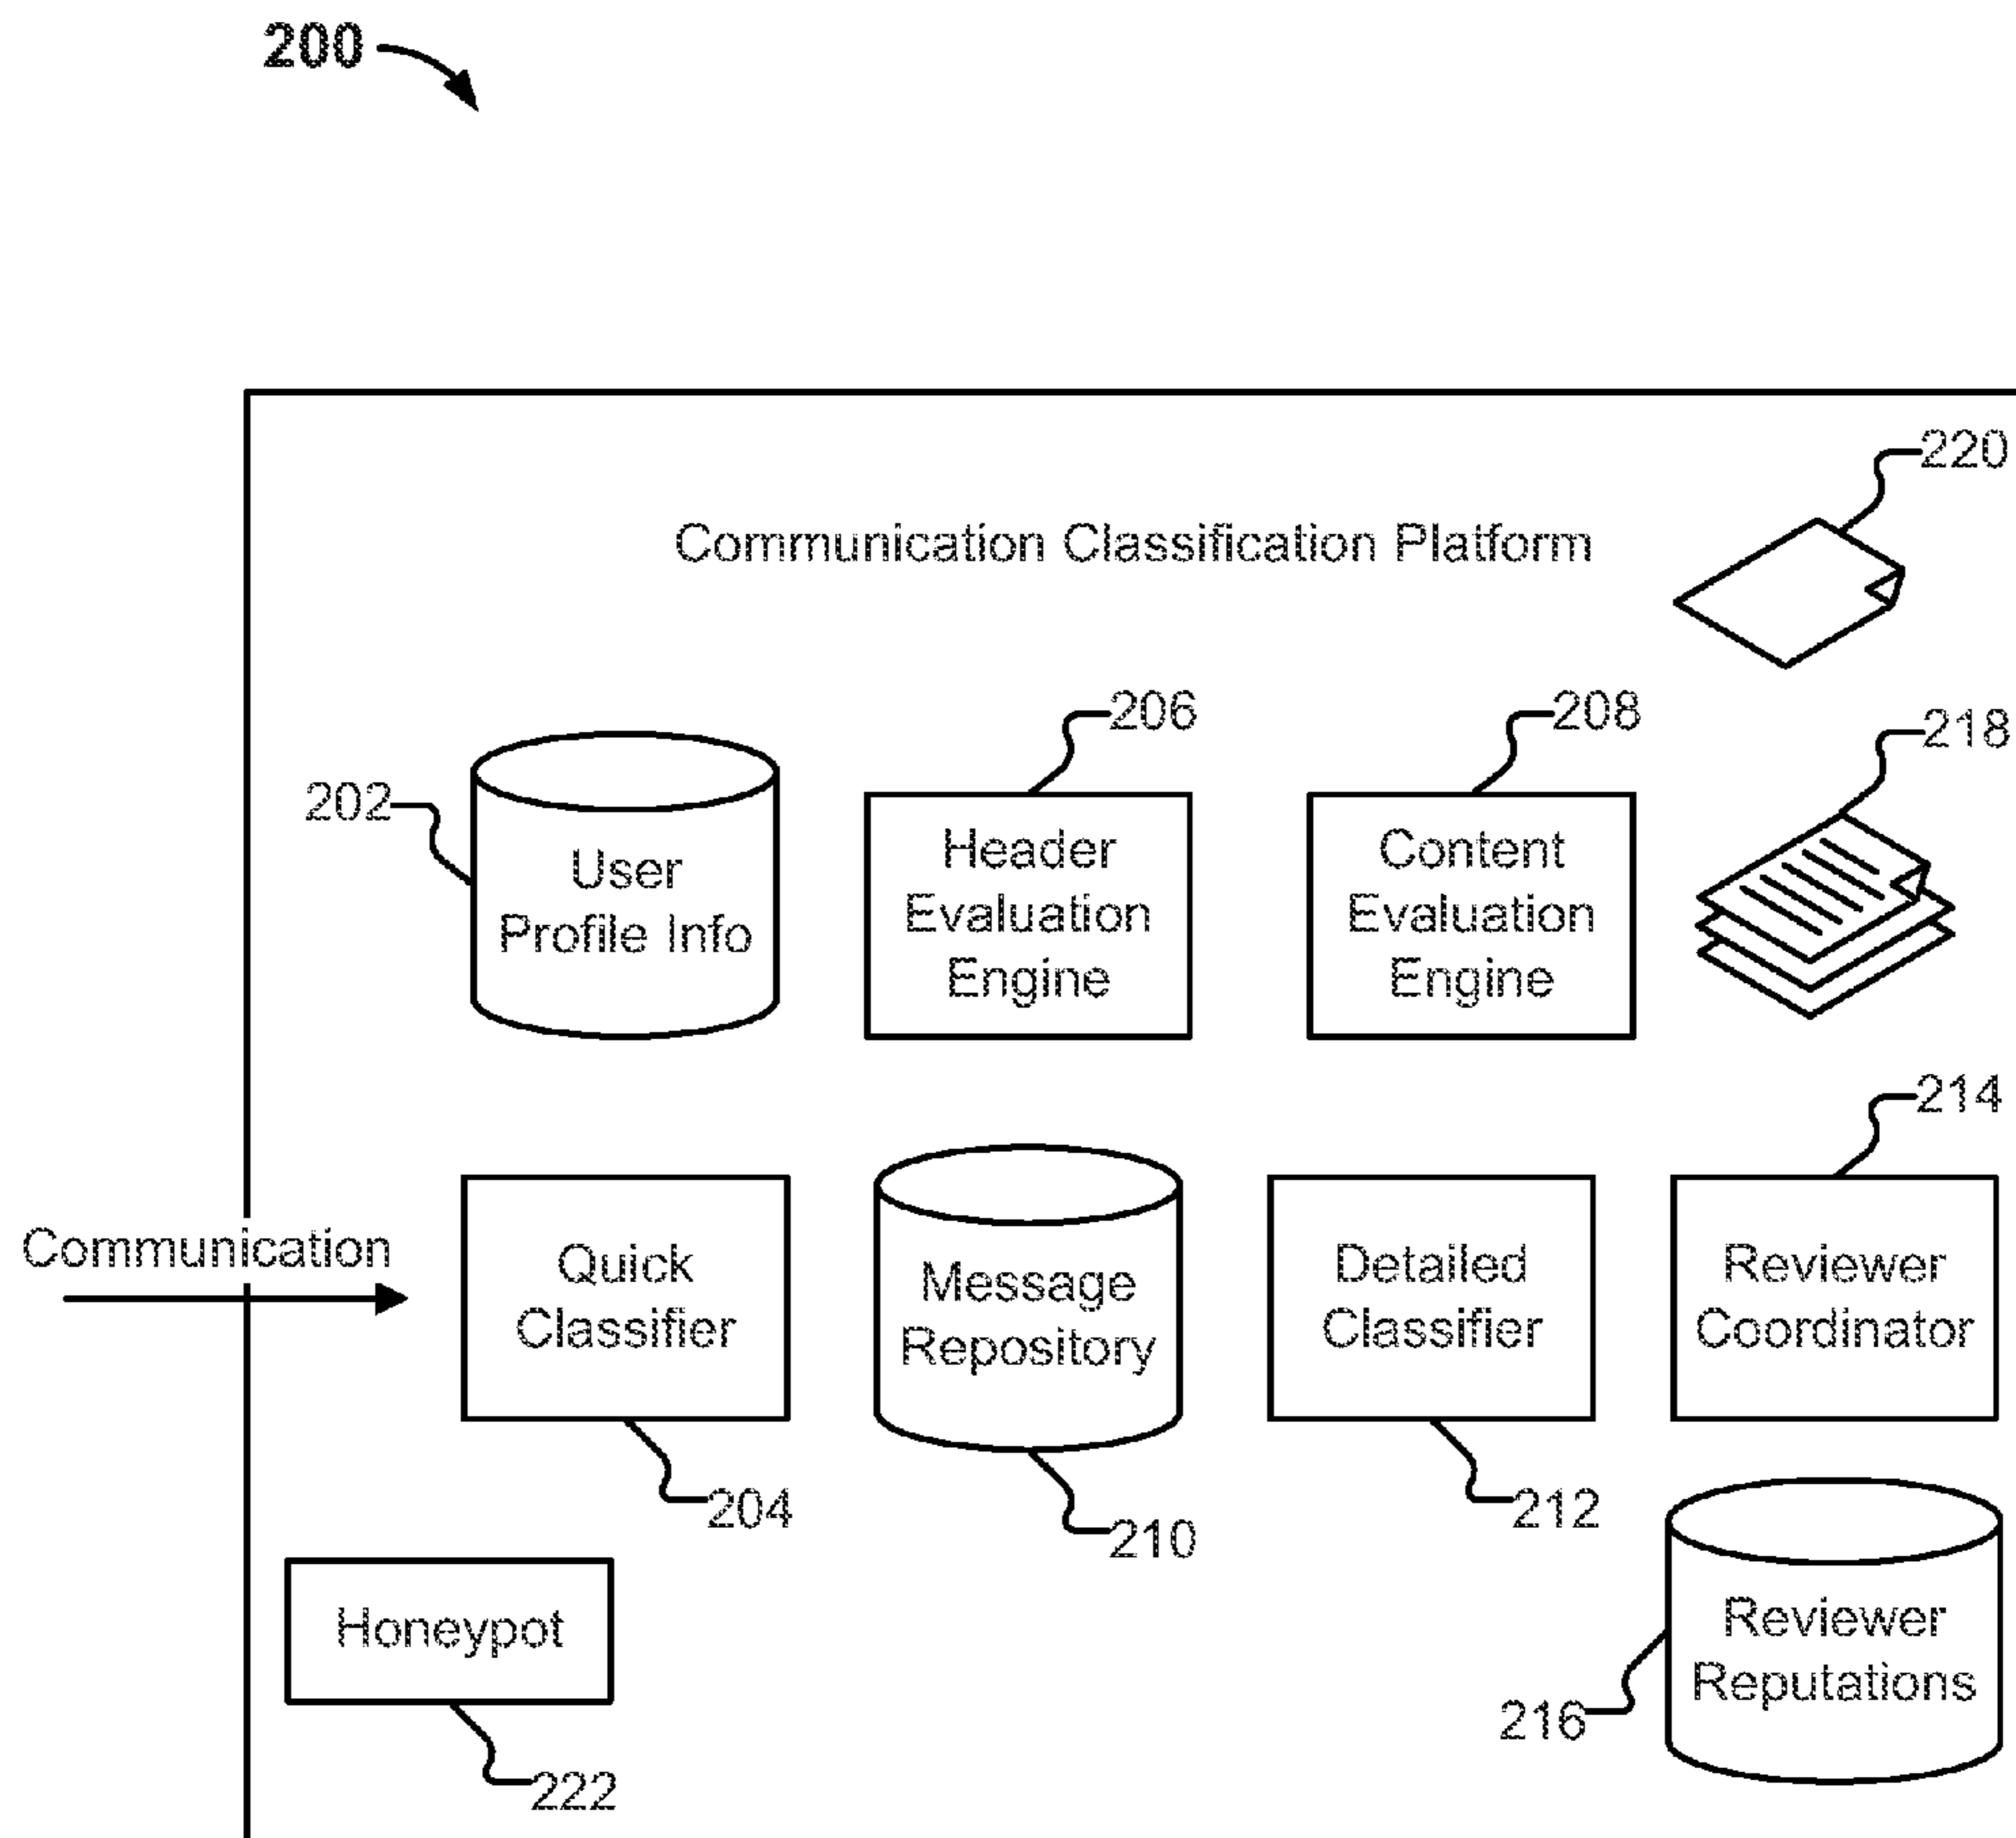 200
220
Communication Classification Platform
206
208
218
202
User
Profile Info
Header
Evaluation
Engine
Content
Evaluation
Engine
214
Communication
Quick
Classifier
Message
Repository
Detailed
Classifier
Reviewer
Coordinator
204
210
212
Honeypot
Reviewer
Reputations
216
222